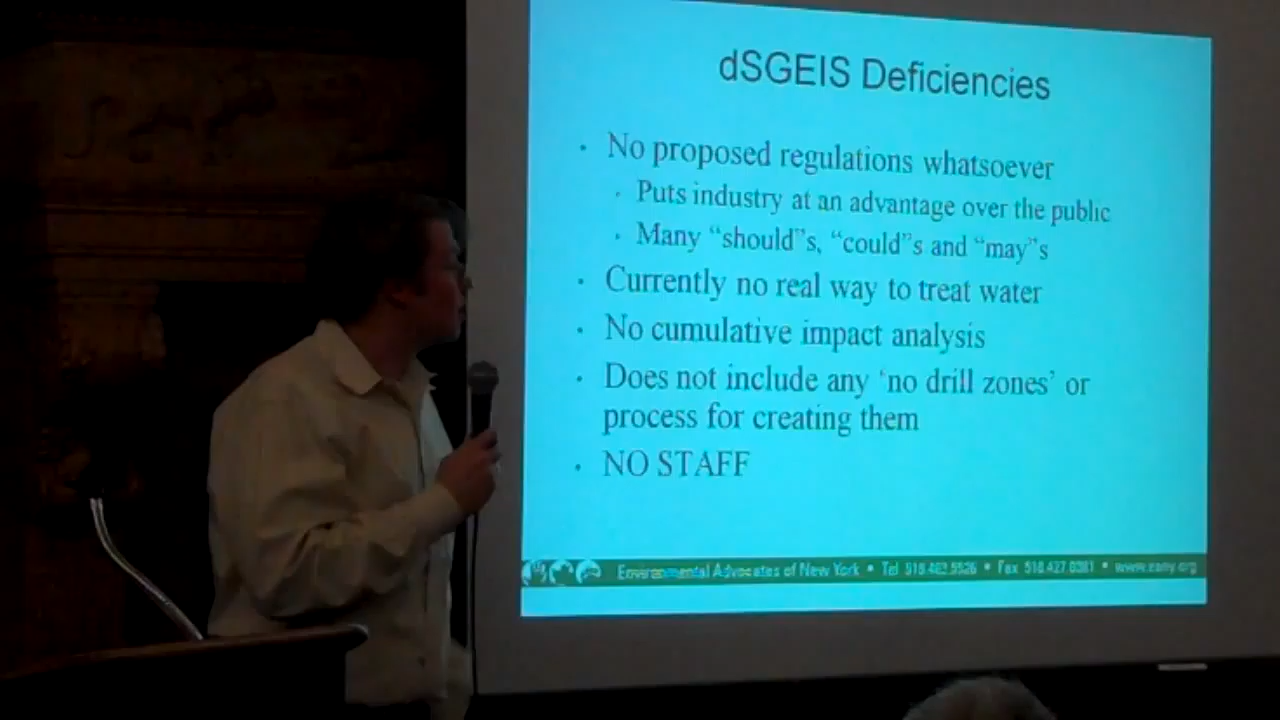 dSGEIS Deficiencies
No proposed regulations whatsoever
Puts industry at an advantage over the public
Many “should”s, “could”s and “may”s
Currently no real way to treat water
No cumulative impact analysis
Does not include any ‘no drill zones’ or
process for creating them
NO STAFF
Environmental Advocates of New York • Tel 518.462.5526 • Fax 518.427.0381 • www.eany.org